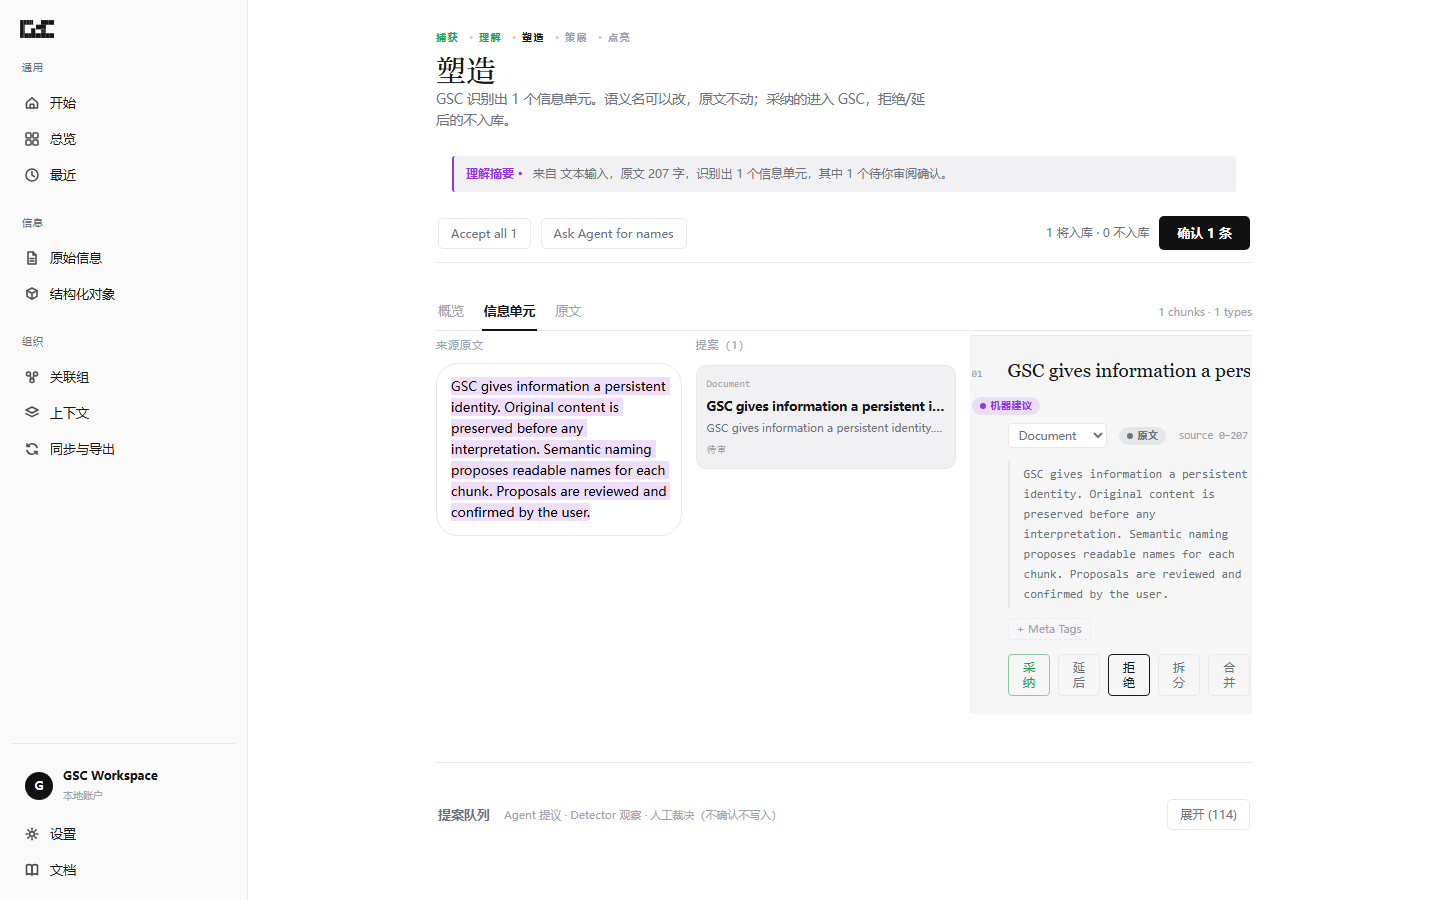 GSC
通用
开始
总览
最近
信息
原始信息
结构化对象
组织
关联组
上下文
同步与导出
G
GSC Workspace
本地账户
设置
文档
捕获 · 理解 · 塑造 · 策展 · 点亮
塑造
GSC 识别出 1 个信息单元。语义名可以改，原文不动；采纳的进入 GSC，拒绝/延
后的不入库。
理解摘要 • 来自 文本输入，原文 207 字，识别出 1 个信息单元，其中 1 个待你审阅确认。
Accept all 1
Ask Agent for names
1 将入库 · 0 不入库
确认 1 条
概览
信息单元
原文
1 chunks · 1 types
来源原文
GSC gives information a persistent
identity. Original content is
preserved before any
interpretation. Semantic naming
proposes readable names for each
chunk. Proposals are reviewed and
confirmed by the user.
提案（1）
Document
GSC gives information a persistent i...
GSC gives information a persistent identity....
待审
01
GSC gives information a pers
机器建议
Document
原文
source 0–207
GSC gives information a persistent
identity. Original content is
preserved before any
interpretation. Semantic naming
proposes readable names for each
chunk. Proposals are reviewed and
confirmed by the user.
+ Meta Tags
采纳
延后
拒绝
拆分
合并
提案队列
Agent 提议 · Detector 观察 · 人工裁决（不确认不写入）
展开 (114)